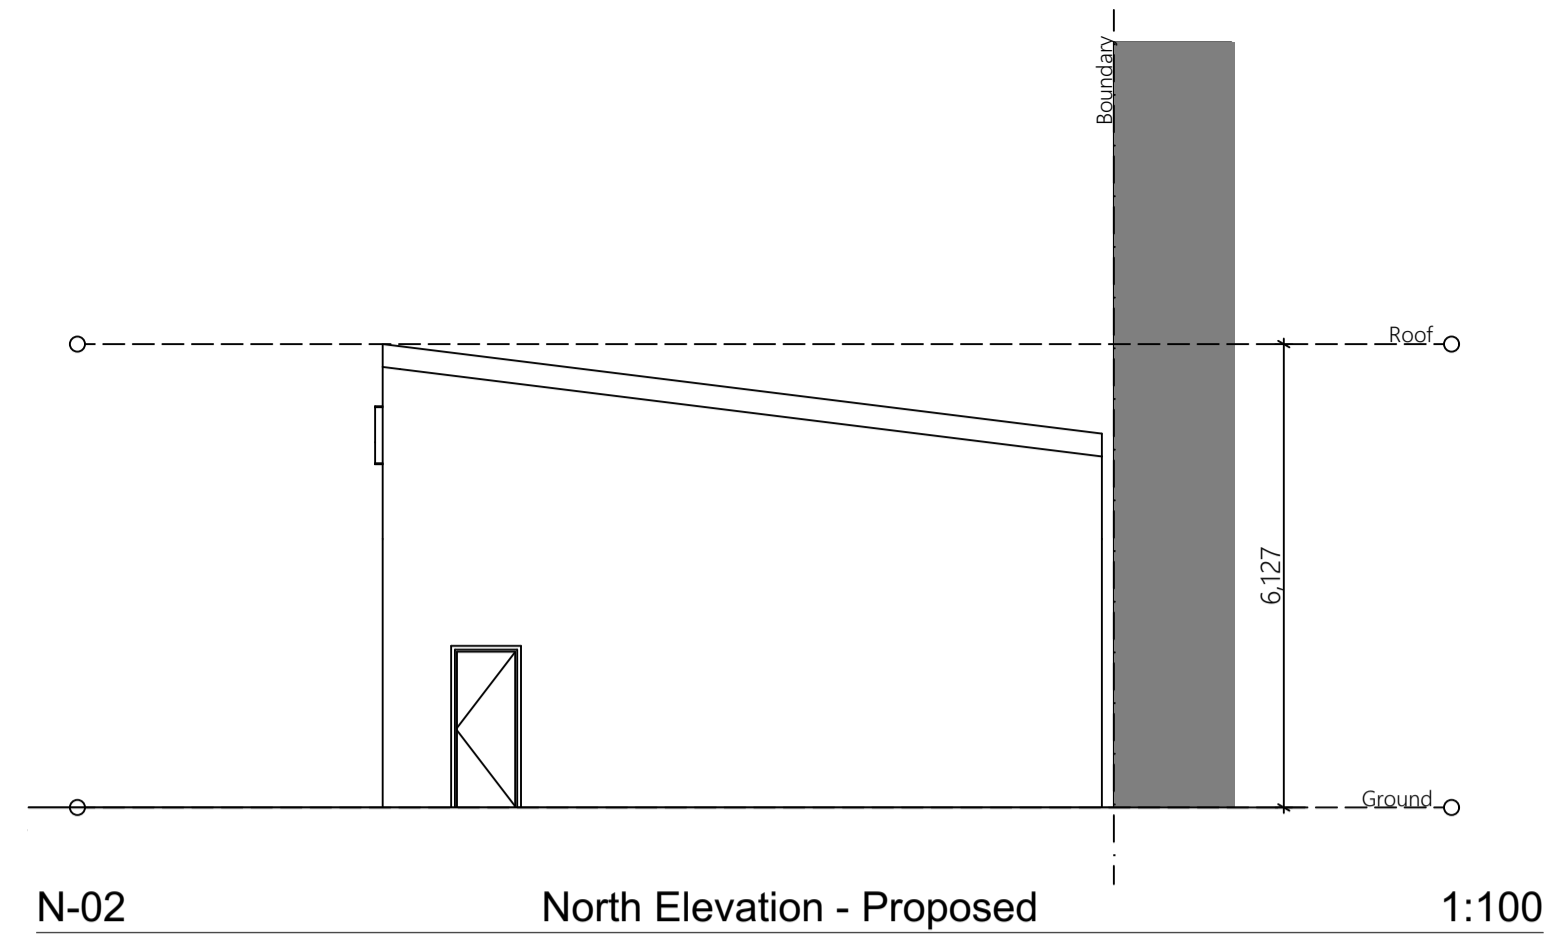 Boundary
Roof
6,127
Ground
N-02 North Elevation - Proposed 1:100